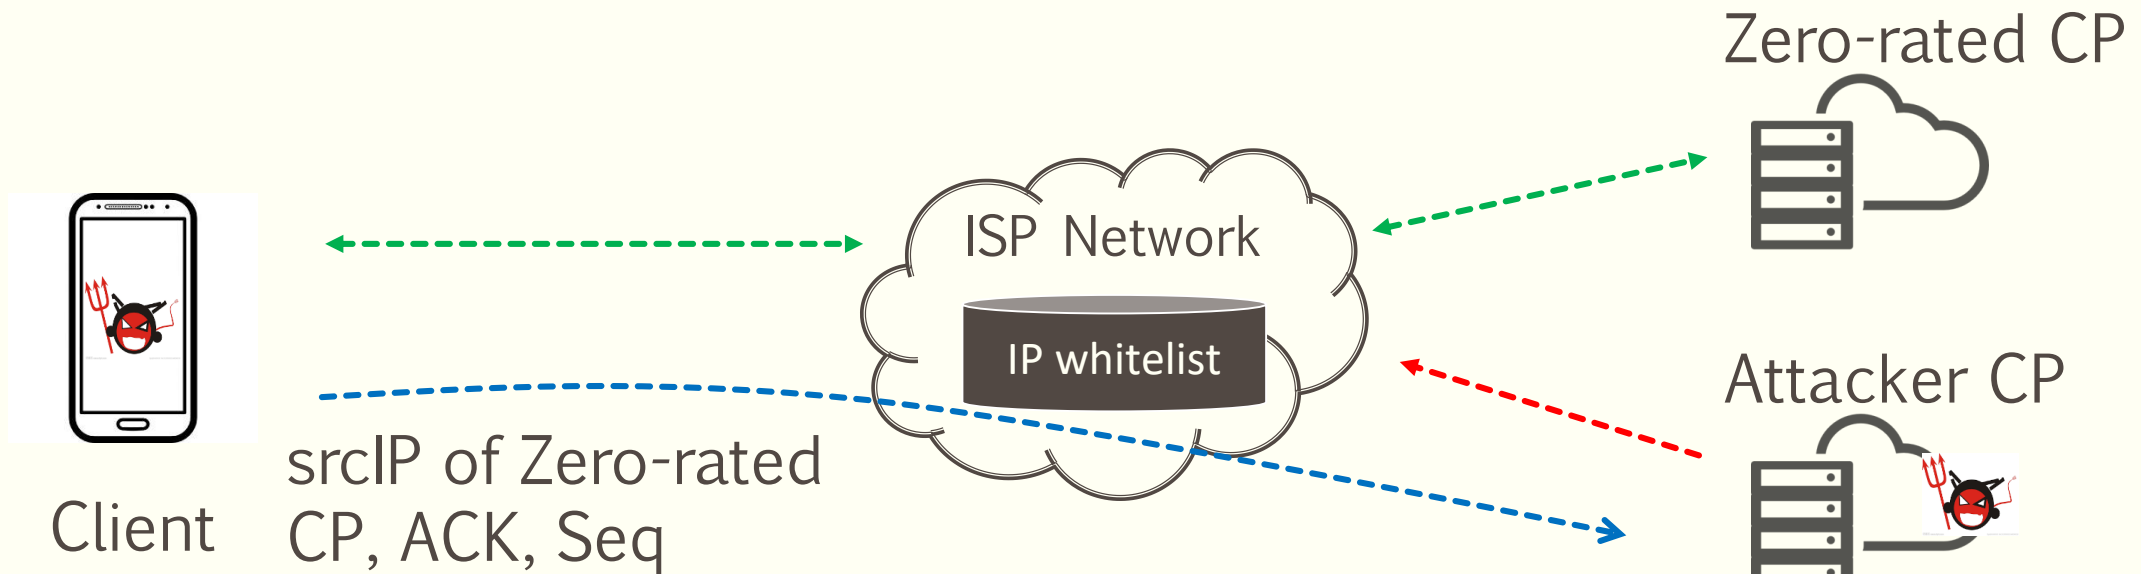 Zero-rated CP
ISP Network
IP whitelist
Attacker CP
srcIP of Zero-rated
CP, ACK, Seq
Client